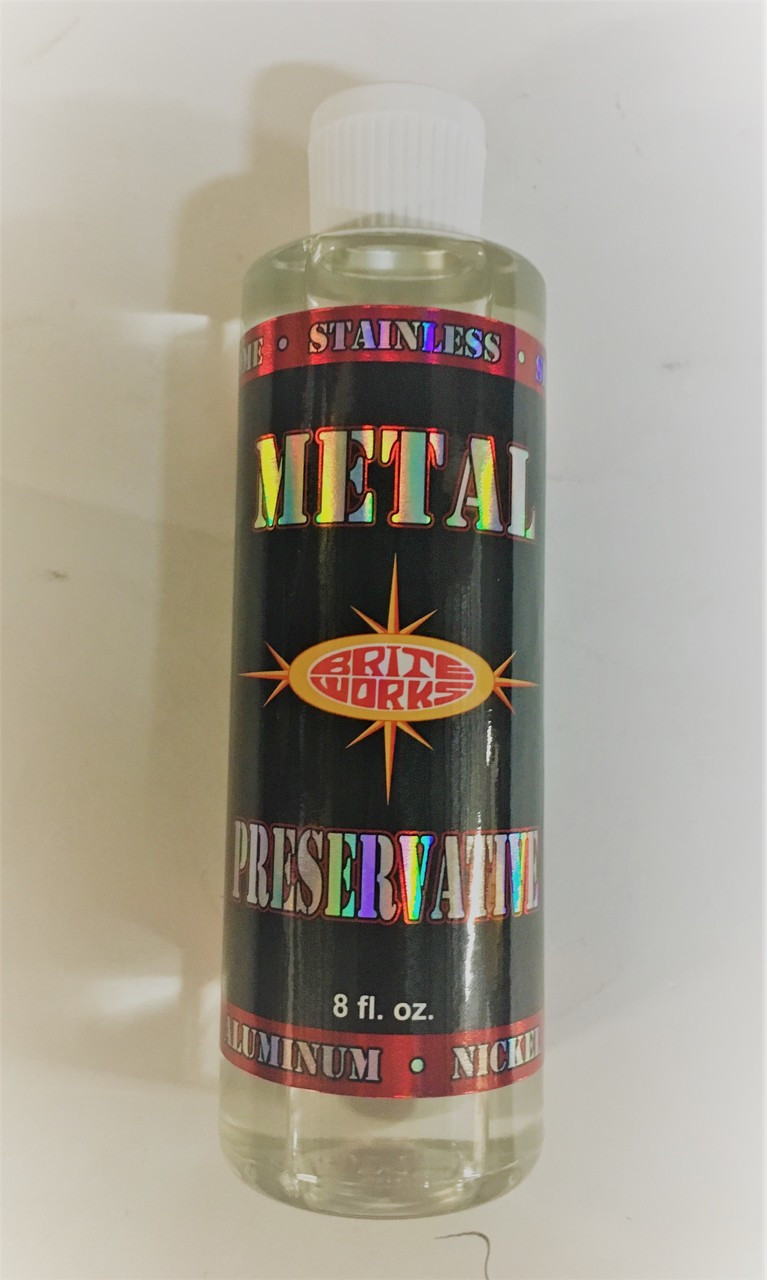 STAINLESS •
METAL
BRITE
WORKS
PRESERVATIVE
8 fl. oz.
ALUMINUM • NICKEL